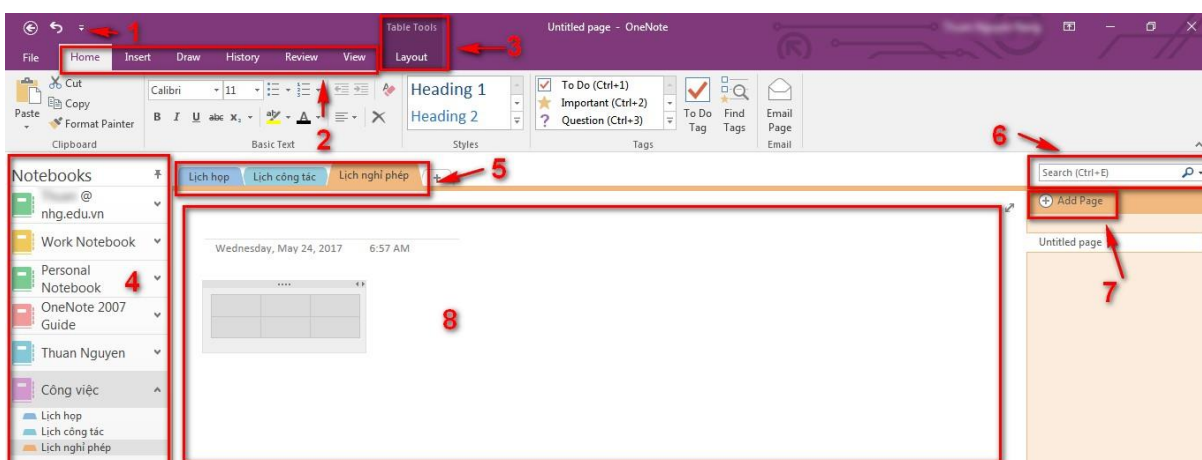 1
Table Tools
Untitled page - OneNote
3
File Home Insert Draw History Review View Layout
Paste
Cut
Copy
Format Painter
Clipboard
Calibri 11
B I U abc X₂ A
Basic Text
2
Heading 1
Heading 2
Styles
To Do (Ctrl+1)
Important (Ctrl+2)
? Question (Ctrl+3)
To Do Tag
Find Tags
Tags
Email Page
Email
6
Notebooks
@
nhg.edu.vn
Work Notebook
Personal
Notebook
4
OneNote 2007
Guide
Thuan Nguyen
Công việc
Lịch họp
Lịch công tác
Lịch nghỉ phép
Lịch họp Lịch công tác Lịch nghỉ phép +
5
Wednesday, May 24, 2017 6:57 AM
8
Search (Ctrl+E)
Add Page
Untitled page
7